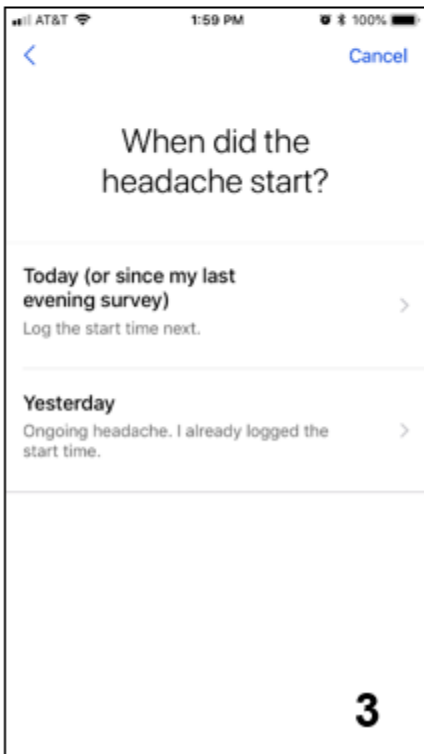 AT&T 1:59 PM 100%
Cancel
When did the
headache start?
Today (or since my last
evening survey)
Log the start time next.
Yesterday
Ongoing headache. I already logged the
start time.
3